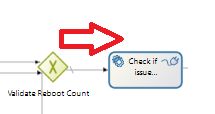 Check if
issue...
Validate Reboot Count